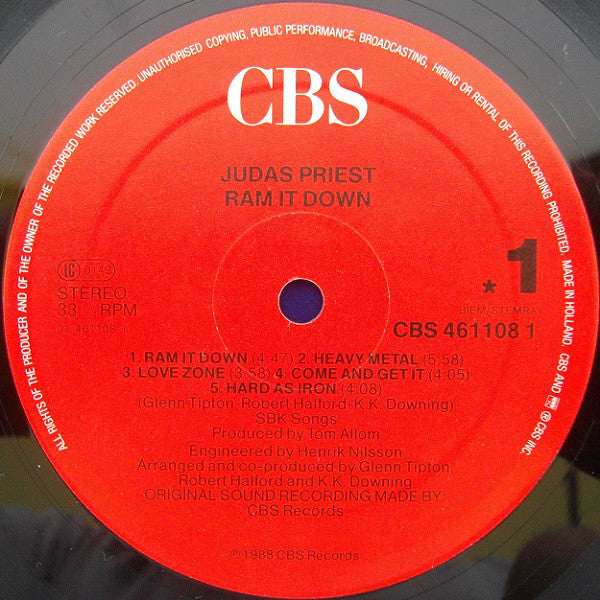 ALL RIGHTS OF THE PRODUCER AND OF THE OWNER OF THE RECORDED WORK RESERVED. UNAUTHORISED COPYING, PUBLIC PERFORMANCE, BROADCASTING, HIRING OR RENTAL OF THIS RECORDING PROHIBITED. MADE IN HOLLAND. CBS AND ® CBS INC.
CBS
JUDAS PRIEST
RAM IT DOWN
LC 0149
STEREO
33 RPM
01-461108-1
* 1
BIEM/STEMRA
CBS 461108 1
1. RAM IT DOWN (4:47) 2. HEAVY METAL (5:58)
3. LOVE ZONE (3:58) 4. COME AND GET IT (4:05)
5. HARD AS IRON (4:08)
(Glenn Tipton-Robert Halford-K.K. Downing)
SBK Songs
Produced by Tom Allom
Engineered by Henrik Nilsson
Arranged and co-produced by Glenn Tipton,
Robert Halford and K.K. Downing
ORIGINAL SOUND RECORDING MADE BY:
CBS Records
℗ 1988 CBS Records